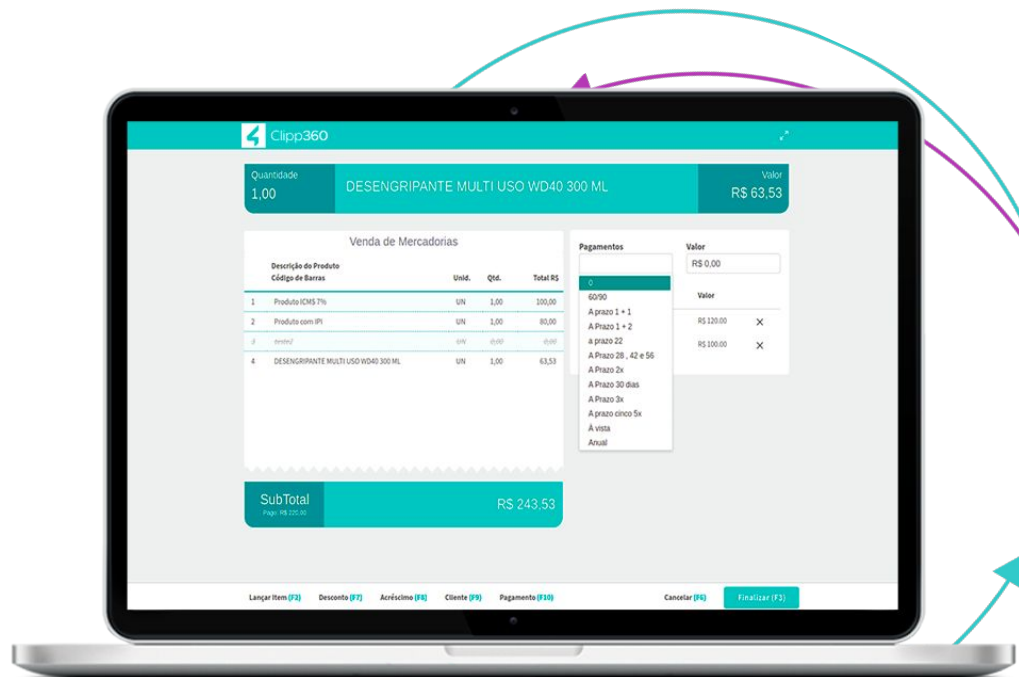 Clipp360
Quantidade
1,00
DESENGRIPANTE MULTI USO WD40 300 ML
Valor
R$ 63,53
Venda de Mercadorias
Descrição do Produto
Código de Barras Unid. Qtd. Total R$
1 Produto ICMS 7% UN 1,00 100,00
2 Produto com IPI UN 1,00 80,00
3 UN 0,00 0,00
4 DESENGRIPANTE MULTI USO WD40 300 ML UN 1,00 63,53
SubTotal
Pago: R$ 220,00
R$ 243,53
Pagamentos
0
60/90
A prazo 1 + 1
A Prazo 1 + 2
a prazo 22
A Prazo 28 , 42 e 56
A Prazo 2x
A Prazo 30 dias
A Prazo 3x
A prazo cinco 5x
À vista
Anual
Valor
R$ 0,00
Valor
R$ 120.00
R$ 100.00
Lançar Item (F2) Desconto (F7) Acréscimo (F8) Cliente (F9) Pagamento (F10) Cancelar (F6) Finalizar (F3)